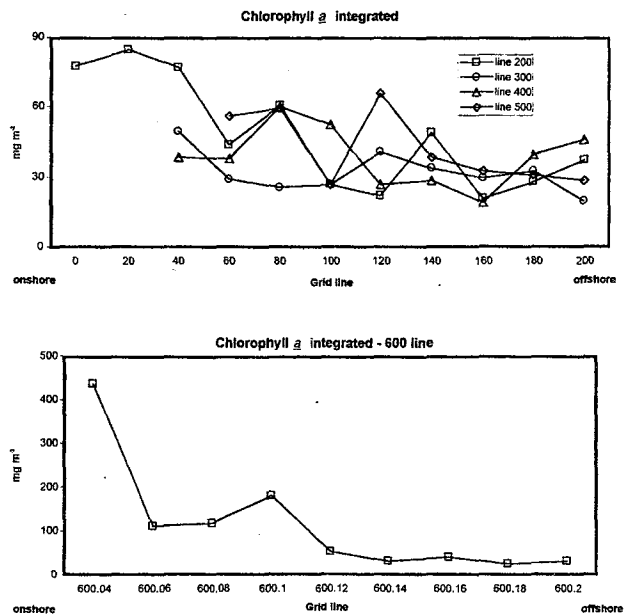 Chlorophyll a integrated
90
60
30
0
mg m-2
line 200
line 300
line 400
line 500
0 20 40 60 80 100 120 140 160 180 200
onshore Grid line offshore
Chlorophyll a integrated - 600 line
500
400
300
200
100
0
mg m-2
600.04 600.06 600.08 600.1 600.12 600.14 600.16 600.18 600.2
onshore Grid line offshore